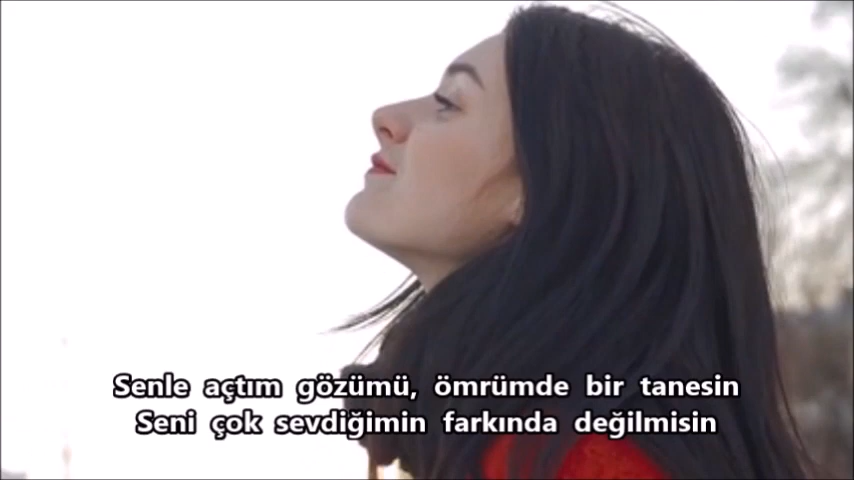 Senle açtım gözümü, ömrümde bir tanesin
Seni çok sevdiğimin farkında değilmisin